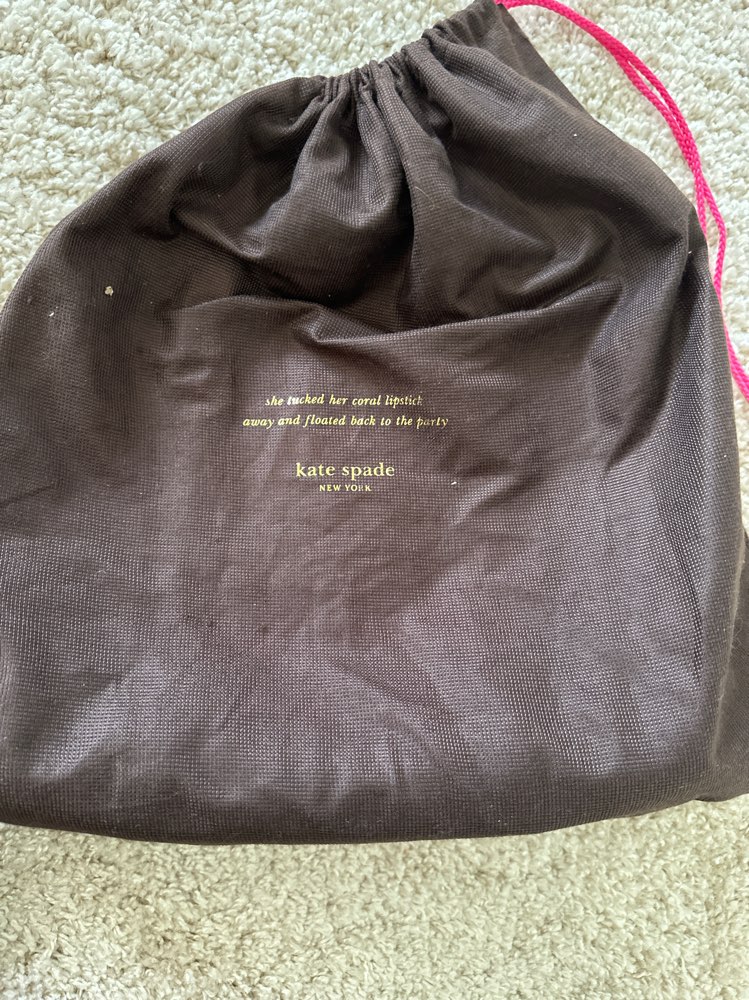 she tucked her coral lipstick
away and floated back to the party
kate spade
NEW YORK